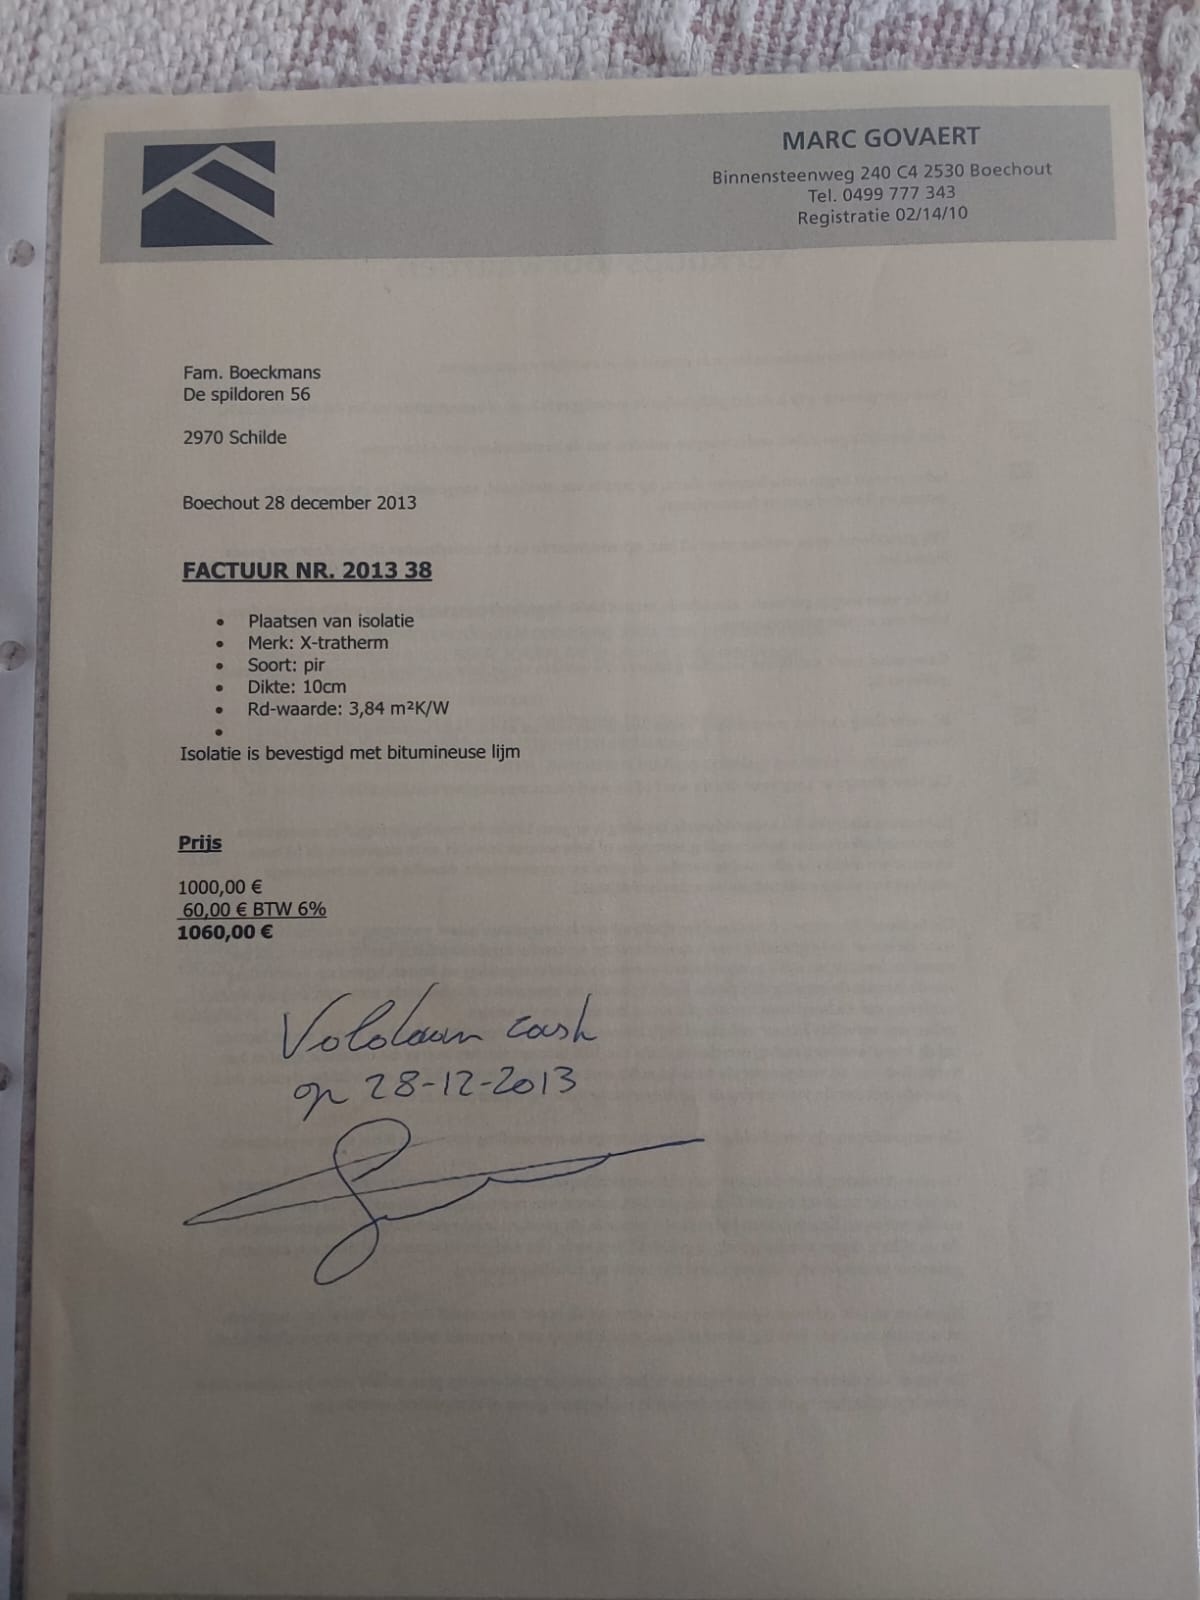 MARC GOVAERT
Binnensteenweg 240 C4 2530 Boechout
Tel. 0499 777 343
Registratie 02/14/10
Fam. Boeckmans
De spildoren 56
2970 Schilde
Boechout 28 december 2013
FACTUUR NR. 2013 38
• Plaatsen van isolatie
• Merk: X-tratherm
• Soort: pir
• Dikte: 10cm
• Rd-waarde: 3,84 m²K/W
•
Isolatie is bevestigd met bitumineuse lijm
Prijs
1000,00 €
60,00 € BTW 6%
1060,00 €
Voldaan cash
op 28-12-2013